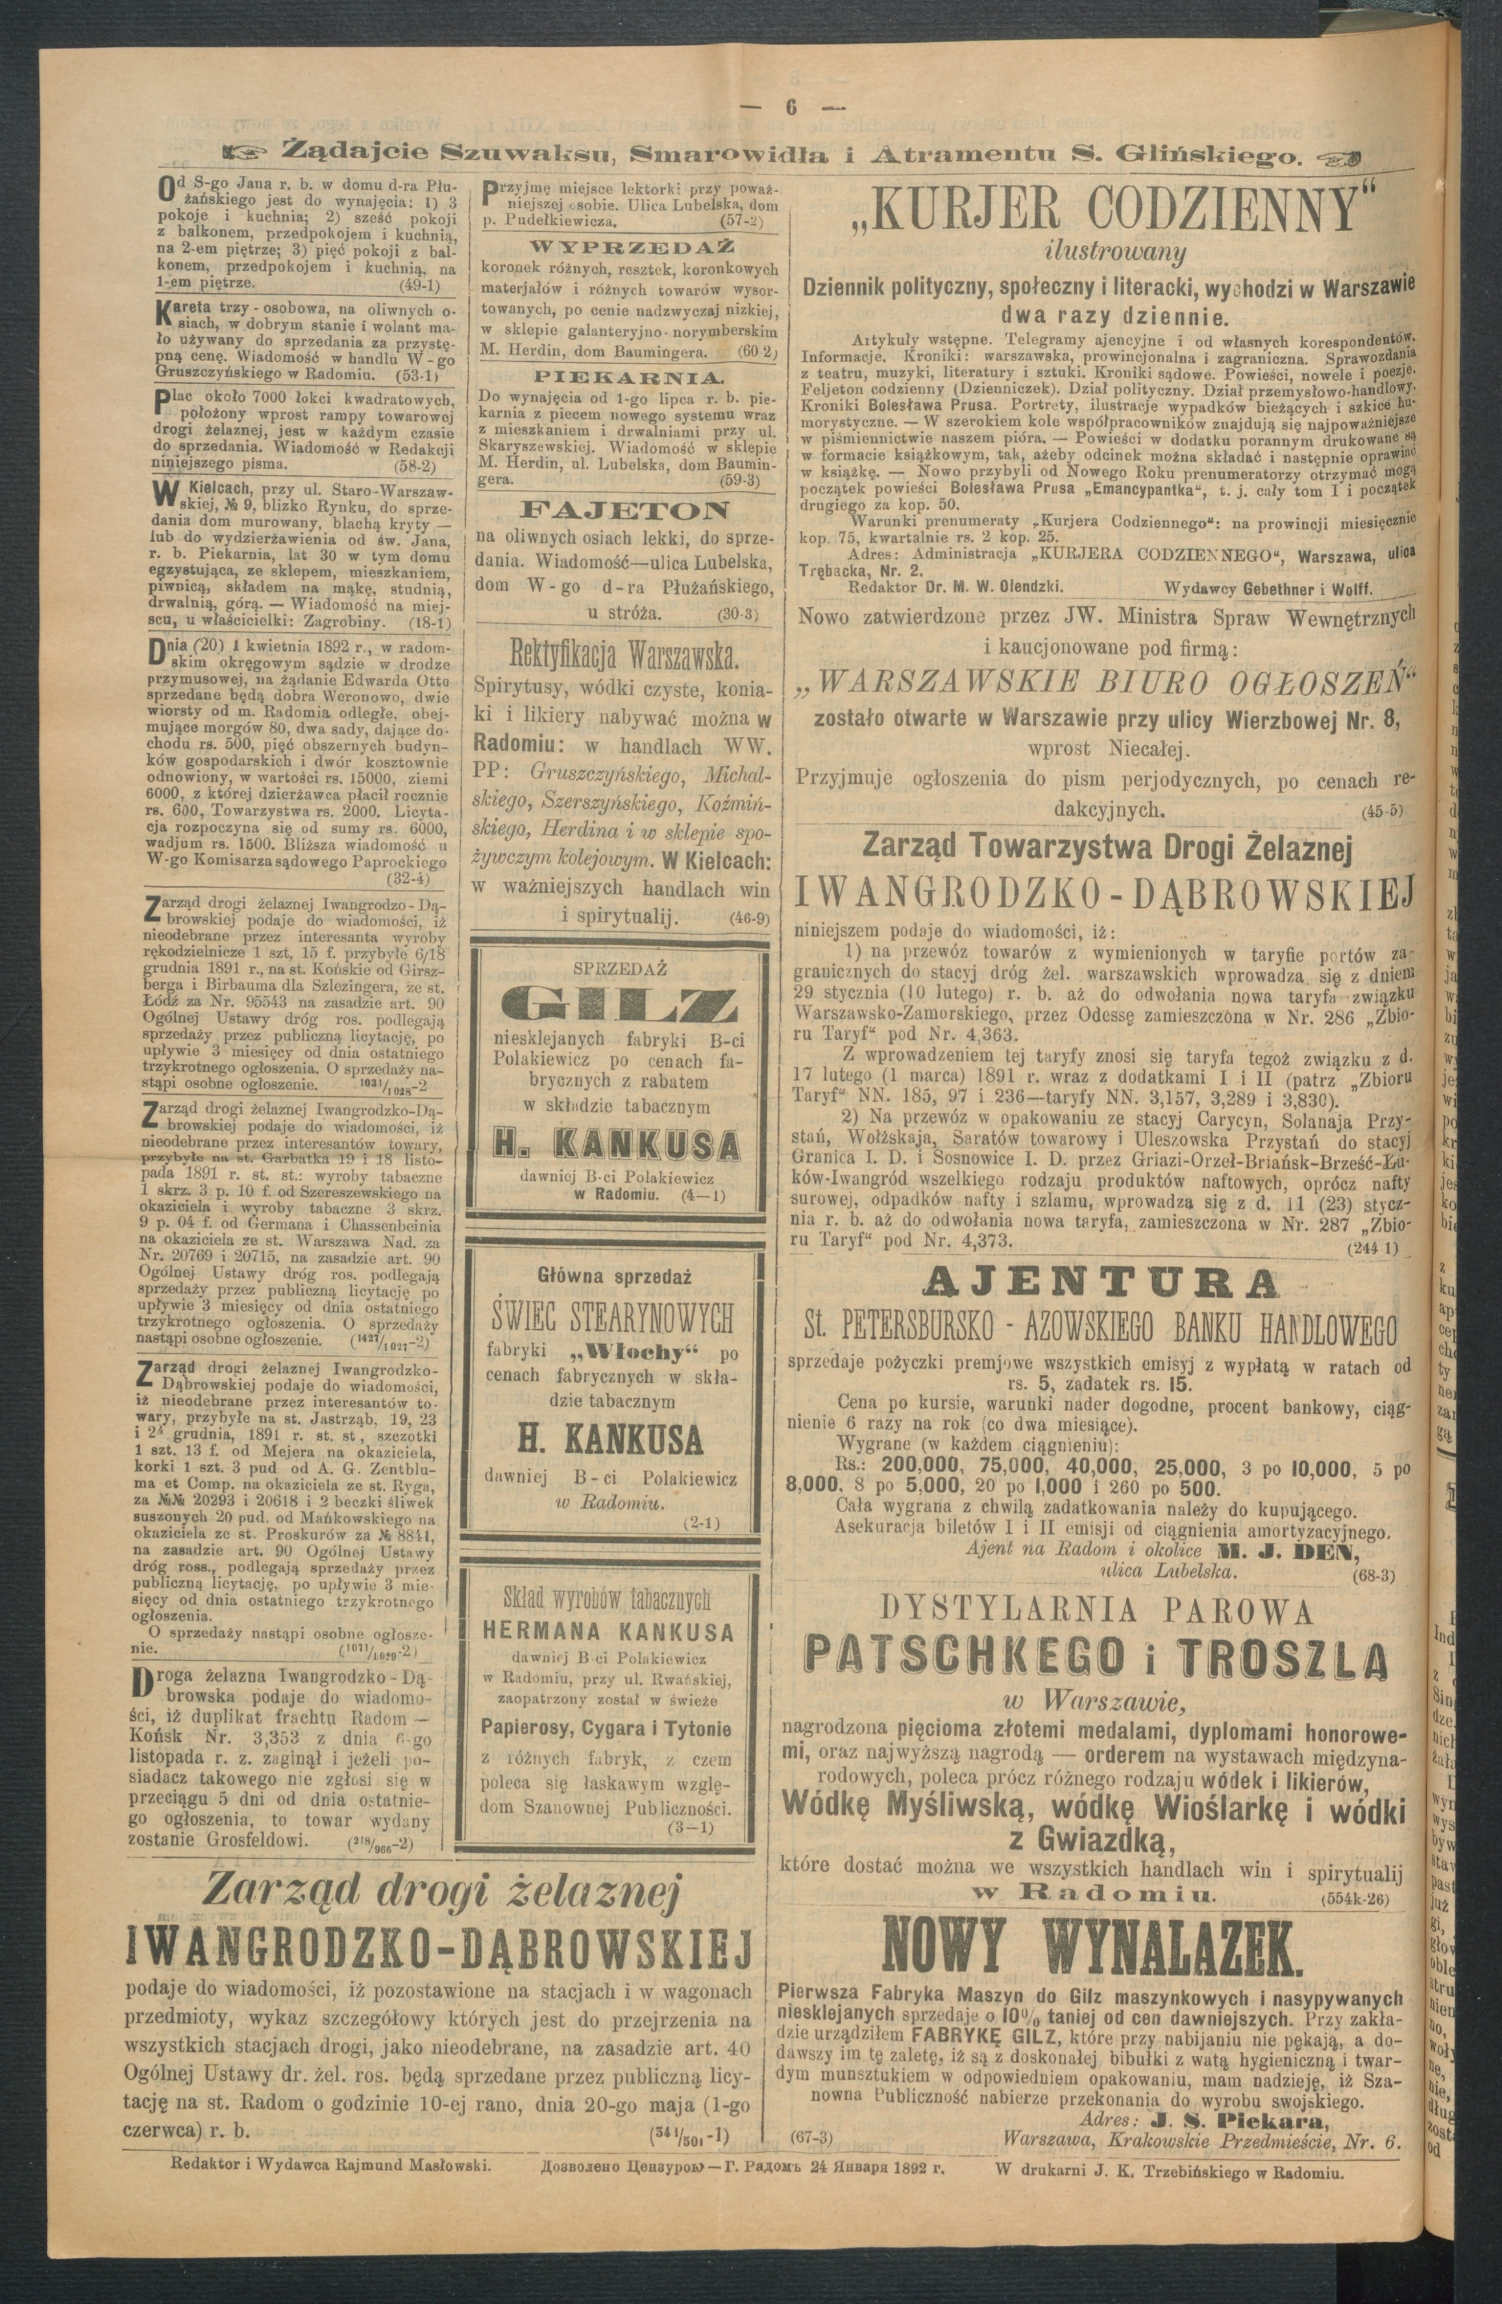 — 6 —
Żądajcie Szuwaksu, Smarowidła i Atramentu S. Glińskiego.
Od S-go Jana r. b. w domu d-ra Płu-
żańskiego jest do wynajęcia: 1) 3
pokoje i kuchnia; 2) sześć pokoji
z balkonem, przedpokojem i kuchnią,
na 2-em piętrze; 3) pięć pokoji z bal-
konem, przedpokojem i kuchnią, na
1-em piętrze. (49-1)
Kareta trzy-osobowa, na oliwnych o-
siach, w dobrym stanie i wolant ma-
ło używany do sprzedania za przystę-
pną cenę. Wiadomość w handlu W-go
Gruszczyńskiego w Radomiu. (53-1)
Plac około 7000 łokci kwadratowych,
położony wprost rampy towarowej
drogi żelaznej, jest w każdym czasie
do sprzedania. Wiadomość w Redakcji
niniejszego pisma. (58-2)
W Kielcach, przy ul. Staro-Warszaw-
skiej, № 9, blizko Rynku, do sprze-
dania dom murowany, blachą kryty —
lub do wydzierżawienia od św. Jana,
r. b. Piekarnia, lat 30 w tym domu
egzystująca, ze sklepem, mieszkaniem,
piwnicą, składem na mąkę, studnią,
drwalnią, górą. — Wiadomość na miej-
scu, u właścicielki: Zagrobiny. (18-1)
Dnia (20) 1 kwietnia 1892 r., w radom-
skim okręgowym sądzie w drodze
przymusowej, na żądanie Edwarda Otto
sprzedane będą dobra Weronowo, dwie
wiorsty od m. Radomia odległe, obej-
mujące morgów 80, dwa sady, dające do-
chodu rs. 500, pięć obszernych budyn-
ków gospodarskich i dwór kosztownie
odnowiony, w wartości rs. 15000, ziemi
6000, z której dzierżawca płacił rocznie
rs. 600, Towarzystwa rs. 2000. Licyta-
cja rozpoczyna się od sumy rs. 6000,
wadjum rs. 1500. Bliższa wiadomość u
W-go Komisarza sądowego Paprockiego
(32-4)
Zarząd drogi żelaznej Iwangrodzo-Dą-
browskiej podaje do wiadomości, iż
nieodebrane przez interesanta wyroby
rękodzielnicze 1 szt, 15 f. przybyłe 6/18
grudnia 1891 r., na st. Końskie od Girsz-
berga i Birbauma dla Szlezingera, ze st.
Łódź za Nr. 95543 na zasadzie art. 90
Ogólnej Ustawy dróg ros. podlegają
sprzedaży przez publiczną licytację, po
upływie 3 miesięcy od dnia ostatniego
trzykrotnego ogłoszenia. O sprzedaży na-
stąpi osobne ogłoszenie. 1031/1028-2
Zarząd drogi żelaznej Iwangrodzko-Dą-
browskiej podaje do wiadomości, iż
nieodebrane przez interesantów towary,
przybyłe na st. Garbatka 19 i 18 listo-
pada 1891 r. st. st.: wyroby tabaczne
1 skrz. 3 p. 10 f. od Szereszewskiego na
okaziciela i wyroby tabaczne 3 skrz.
9 p. 04 f. od Germana i Chassenbeinia
na okaziciela ze st. Warszawa Nad. za
Nr. 20769 i 20715, na zasadzie art. 90
Ogólnej Ustawy dróg ros. podlegają
sprzedaży przez publiczną licytację po
upływie 3 miesięcy od dnia ostatniego
trzykrotnego ogłoszenia. O sprzedaży
nastąpi osobne ogłoszenie. (1427/1027-2)
Zarząd drogi żelaznej Iwangrodzko-
Dąbrowskiej podaje do wiadomości,
iż nieodebrane przez interesantów to-
wary, przybyłe na st. Jastrząb, 19, 23
i grudnia, 1891 r. st. st, szczotki
1 szt. 13 f. od Mejera na okaziciela,
korki 1 szt. 3 pud od A. G. Zentblu-
ma et Comp. na okaziciela ze st. Ryga,
za №№ 20293 i 20618 i 2 beczki śliwek
suszonych 20 pud. od Mańkowskiego na
okaziciela ze st. Proskurów za № 8841,
na zasadzie art. 90 Ogólnej Ustawy
dróg ross., podlegają sprzedaży przez
publiczną licytację, po upływie 3 mie-
sięcy od dnia ostatniego trzykrotnego
ogłoszenia.
O sprzedaży nastąpi osobne ogłosze-
nie. (1071/1029-2)
Droga żelazna Iwangrodzko-Dą-
browska podaje do wiadomo-
ści, iż duplikat frachtu Radom —
Końsk Nr. 3,353 z dnia 6-go
listopada r. z. zaginął i jeżeli po-
siadacz takowego nie zgłosi się w
przeciągu 5 dni od dnia ostatnie-
go ogłoszenia, to towar wydany
zostanie Grosfeldowi. (218/966-2)
Przyjmę miejsce lektorki przy poważ-
niejszej osobie. Ulica Lubelska, dom
p. Pudełkiewicza. (57-2)
WYPRZEDAŻ
koronek różnych, resztek, koronkowych
materjałów i różnych towarów wysor-
towanych, po cenie nadzwyczaj nizkiej,
w sklepie galanteryjno-norymberskim
M. Herdin, dom Baumingera. (60 2)
PIEKARNIA.
Do wynajęcia od 1-go lipca r. b. pie-
karnia z piecem nowego systemu wraz
z mieszkaniem i drwalniami przy ul.
Skaryszewskiej. Wiadomość w sklepie
M. Herdin, ul. Lubelska, dom Baumin-
gera. (59-3)
FAJETON
na oliwnych osiach lekki, do sprze-
dania. Wiadomość—ulica Lubelska,
dom W-go d-ra Płużańskiego,
u stróża. (30-3)
Rektyfikacja Warszawska.
Spirytusy, wódki czyste, konia-
ki i likiery nabywać można w
Radomiu: w handlach WW.
PP: Gruszczyńskiego, Michal-
skiego, Szerszyńskiego, Koźmiń-
skiego, Herdina i w sklepie spo-
żywczym kolejowym. W Kielcach:
w ważniejszych handlach win
i spirytualij. (46-9)
SPRZEDAŻ
GILZ
niesklejanych fabryki B-ci
Polakiewicz po cenach fa-
brycznych z rabatem
w składzie tabacznym
H. KANKUSA
dawniej B-ci Polakiewicz
w Radomiu. (4—1)
Główna sprzedaż
ŚWIEC STEARYNOWYCH
fabryki „Włochy“ po
cenach fabrycznych w skła-
dzie tabacznym
H. KANKUSA
dawniej B-ci Polakiewicz
w Radomiu.
(2-1)
Skład wyrobów tabacznych
HERMANA KANKUSA
dawniej B-ci Polakiewicz
w Radomiu, przy ul. Rwańskiej,
zaopatrzony został w świeże
Papierosy, Cygara i Tytonie
z różnych fabryk, z czem
poleca się łaskawym wzglę-
dom Szanownej Publiczności.
(3—1)
„KURJER CODZIENNY“
ilustrowany
Dziennik polityczny, społeczny i literacki, wychodzi w Warszawie
dwa razy dziennie.
Artykuły wstępne. Telegramy ajencyjne i od własnych korespondentów.
Informacje. Kroniki: warszawska, prowincjonalna i zagraniczna. Sprawozdania
z teatru, muzyki, literatury i sztuki. Kroniki sądowe. Powieści, nowele i poezje.
Feljeton codzienny (Dzienniczek). Dział polityczny. Dział przemysłowo-handlowy.
Kroniki Bolesława Prusa. Portrety, ilustracje wypadków bieżących i szkice hu-
morystyczne. — W szerokiem kole współpracowników znajdują się najpoważniejsze
w piśmiennictwie naszem pióra. — Powieści w dodatku porannym drukowane są
w formacie książkowym, tak, ażeby odcinek można składać i następnie oprawiać
w książkę. — Nowo przybyli od Nowego Roku prenumeratorzy otrzymać mogą
początek powieści Bolesława Prusa „Emancypantka“, t. j. cały tom I i początek
drugiego za kop. 50.
Warunki prenumeraty „Kurjera Codziennego“: na prowincji miesięcznie
kop. 75, kwartalnie rs. 2 kop. 25.
Adres: Administracja „KURJERA CODZIENNEGO“, Warszawa, ulica
Trębacka, Nr. 2.
Redaktor Dr. M. W. Olendzki. Wydawcy Gebethner i Wolff.
Nowo zatwierdzone przez JW. Ministra Spraw Wewnętrznych
i kaucjonowane pod firmą:
„WARSZAWSKIE BIURO OGŁOSZEŃ“
zostało otwarte w Warszawie przy ulicy Wierzbowej Nr. 8,
wprost Niecałej.
Przyjmuje ogłoszenia do pism perjodycznych, po cenach re-
dakcyjnych. (45-5)
Zarząd Towarzystwa Drogi Żelaznej
IWANGRODZKO-DĄBROWSKIEJ
niniejszem podaje do wiadomości, iż:
1) na przewóz towarów z wymienionych w taryfie portów za-
granicznych do stacyj dróg żel. warszawskich wprowadza się z dniem
29 stycznia (10 lutego) r. b. aż do odwołania nowa taryfa związku
Warszawsko-Zamorskiego, przez Odessę zamieszczona w Nr. 286 „Zbio-
ru Taryf“ pod Nr. 4,363.
Z wprowadzeniem tej taryfy znosi się taryfa tegoż związku z d.
17 lutego (1 marca) 1891 r. wraz z dodatkami I i II (patrz „Zbioru
Taryf“ NN. 185, 97 i 236—taryfy NN. 3,157, 3,289 i 3,830).
2) Na przewóz w opakowaniu ze stacyj Carycyn, Solanaja Przy-
stań, Wołżskaja, Saratów towarowy i Uleszowska Przystań do stacyj
Granica I. D. i Sosnowice I. D. przez Griazi-Orzeł-Briańsk-Brześć-Łu-
ków-Iwangród wszelkiego rodzaju produktów naftowych, oprócz nafty
surowej, odpadków nafty i szlamu, wprowadza się z d. 11 (23) stycz-
nia r. b. aż do odwołania nowa taryfa, zamieszczona w Nr. 287 „Zbio-
ru Taryf“ pod Nr. 4,373. (244 1)
AJENTURA
St. PETERSBURSKO-AZOWSKIEGO BANKU HANDLOWEGO
sprzedaje pożyczki premjowe wszystkich emisyj z wypłatą w ratach od
rs. 5, zadatek rs. 15.
Cena po kursie, warunki nader dogodne, procent bankowy, ciąg-
nienie 6 razy na rok (co dwa miesiące).
Wygrane (w każdem ciągnieniu):
Rs.: 200,000, 75,000, 40,000, 25,000, 3 po 10,000, 5 po
8,000. 8 po 5,000, 20 po 1,000 i 260 po 500.
Cała wygrana z chwilą zadatkowania należy do kupującego.
Asekuracja biletów I i II emisji od ciągnienia amortyzacyjnego.
Ajent na Radom i okolice M. J. DEN,
ulica Lubelska. (68-3)
DYSTYLARNIA PAROWA
PATSCHKEGO i TROSZLA
w Warszawie,
nagrodzona pięcioma złotemi medalami, dyplomami honorowe-
mi, oraz najwyższą nagrodą — orderem na wystawach międzyna-
rodowych, poleca prócz różnego rodzaju wódek i likierów,
Wódkę Myśliwską, wódkę Wioślarkę i wódki
z Gwiazdką,
które dostać można we wszystkich handlach win i spirytualij
w Radomiu. (554k-26)
NOWY WYNALAZEK.
Pierwsza Fabryka Maszyn do Gilz maszynkowych i nasypywanych
niesklejanych sprzedaje o 10% taniej od cen dawniejszych. Przy zakła-
dzie urządziłem FABRYKĘ GILZ, które przy nabijaniu nie pękają, a do-
dawszy im tę zaletę, iż są z doskonałej bibułki z watą hygieniczną i twar-
dym munsztukiem w odpowiedniem opakowaniu, mam nadzieję, iż Sza-
nowna Publiczność nabierze przekonania do wyrobu swojskiego.
Adres: J. S. Piekara,
(67-3) Warszawa, Krakowskie Przedmieście, Nr. 6.
Zarząd drogi żelaznej
IWANGRODZKO-DĄBROWSKIEJ
podaje do wiadomości, iż pozostawione na stacjach i w wagonach
przedmioty, wykaz szczegółowy których jest do przejrzenia na
wszystkich stacjach drogi, jako nieodebrane, na zasadzie art. 40
Ogólnej Ustawy dr. żel. ros. będą sprzedane przez publiczną licy-
tację na st. Radom o godzinie 10-ej rano, dnia 20-go maja (1-go
czerwca) r. b. (341/501-1)
Redaktor i Wydawca Rajmund Masłowski. Дозволено Цензурою—Г. Радомъ 24 Января 1892 г. W drukarni J. K. Trzebińskiego w Radomiu.